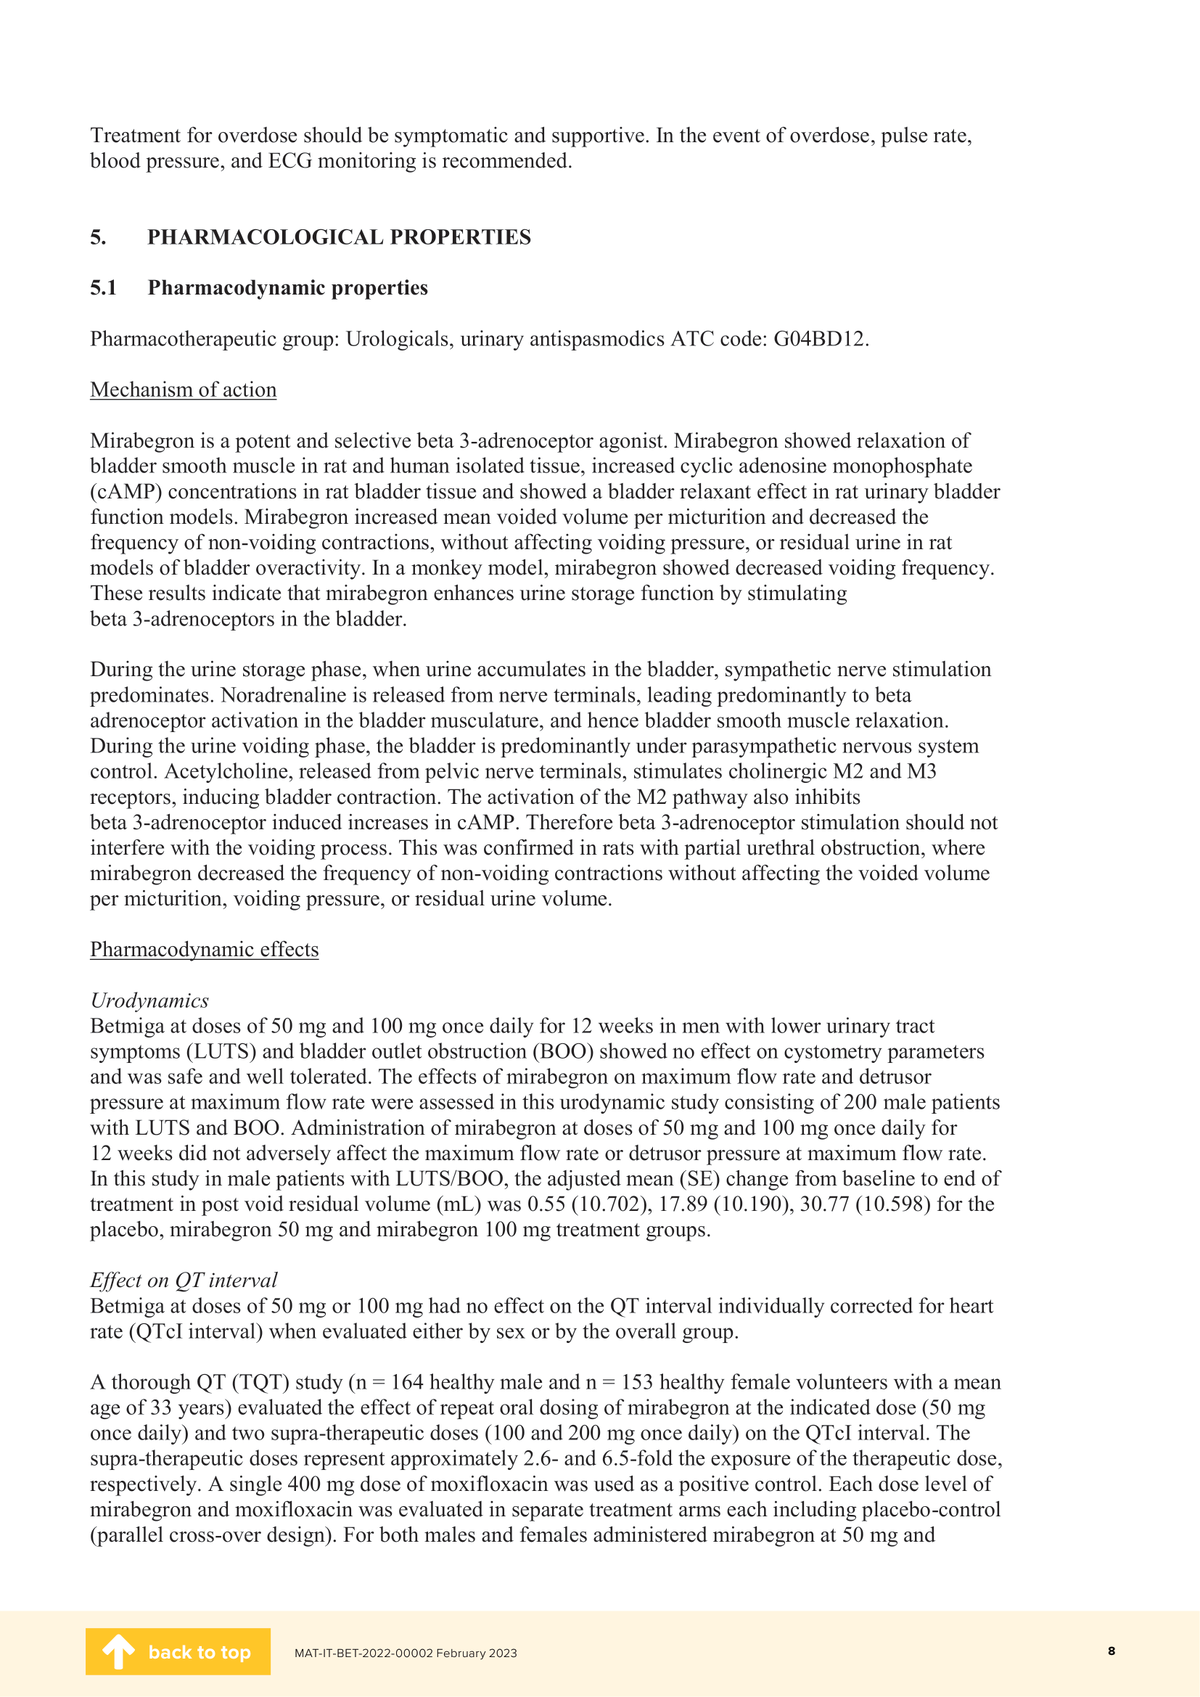 Treatment for overdose should be symptomatic and supportive. In the event of overdose, pulse rate,
blood pressure, and ECG monitoring is recommended.
5. PHARMACOLOGICAL PROPERTIES
5.1 Pharmacodynamic properties
Pharmacotherapeutic group: Urologicals, urinary antispasmodics ATC code: G04BD12.
Mechanism of action
Mirabegron is a potent and selective beta 3-adrenoceptor agonist. Mirabegron showed relaxation of
bladder smooth muscle in rat and human isolated tissue, increased cyclic adenosine monophosphate
(cAMP) concentrations in rat bladder tissue and showed a bladder relaxant effect in rat urinary bladder
function models. Mirabegron increased mean voided volume per micturition and decreased the
frequency of non-voiding contractions, without affecting voiding pressure, or residual urine in rat
models of bladder overactivity. In a monkey model, mirabegron showed decreased voiding frequency.
These results indicate that mirabegron enhances urine storage function by stimulating
beta 3-adrenoceptors in the bladder.
During the urine storage phase, when urine accumulates in the bladder, sympathetic nerve stimulation
predominates. Noradrenaline is released from nerve terminals, leading predominantly to beta
adrenoceptor activation in the bladder musculature, and hence bladder smooth muscle relaxation.
During the urine voiding phase, the bladder is predominantly under parasympathetic nervous system
control. Acetylcholine, released from pelvic nerve terminals, stimulates cholinergic M2 and M3
receptors, inducing bladder contraction. The activation of the M2 pathway also inhibits
beta 3-adrenoceptor induced increases in cAMP. Therefore beta 3-adrenoceptor stimulation should not
interfere with the voiding process. This was confirmed in rats with partial urethral obstruction, where
mirabegron decreased the frequency of non-voiding contractions without affecting the voided volume
per micturition, voiding pressure, or residual urine volume.
Pharmacodynamic effects
Urodynamics
Betmiga at doses of 50 mg and 100 mg once daily for 12 weeks in men with lower urinary tract
symptoms (LUTS) and bladder outlet obstruction (BOO) showed no effect on cystometry parameters
and was safe and well tolerated. The effects of mirabegron on maximum flow rate and detrusor
pressure at maximum flow rate were assessed in this urodynamic study consisting of 200 male patients
with LUTS and BOO. Administration of mirabegron at doses of 50 mg and 100 mg once daily for
12 weeks did not adversely affect the maximum flow rate or detrusor pressure at maximum flow rate.
In this study in male patients with LUTS/BOO, the adjusted mean (SE) change from baseline to end of
treatment in post void residual volume (mL) was 0.55 (10.702), 17.89 (10.190), 30.77 (10.598) for the
placebo, mirabegron 50 mg and mirabegron 100 mg treatment groups.
Effect on QT interval
Betmiga at doses of 50 mg or 100 mg had no effect on the QT interval individually corrected for heart
rate (QTcI interval) when evaluated either by sex or by the overall group.
A thorough QT (TQT) study (n = 164 healthy male and n = 153 healthy female volunteers with a mean
age of 33 years) evaluated the effect of repeat oral dosing of mirabegron at the indicated dose (50 mg
once daily) and two supra-therapeutic doses (100 and 200 mg once daily) on the QTcI interval. The
supra-therapeutic doses represent approximately 2.6- and 6.5-fold the exposure of the therapeutic dose,
respectively. A single 400 mg dose of moxifloxacin was used as a positive control. Each dose level of
mirabegron and moxifloxacin was evaluated in separate treatment arms each including placebo-control
(parallel cross-over design). For both males and females administered mirabegron at 50 mg and
back to top
MAT-IT-BET-2022-00002 February 2023
8